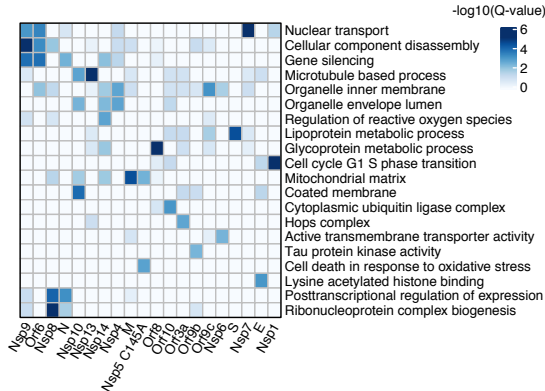 -log10(Q-value)
6
4
2
0
Nuclear transport
Cellular component disassembly
Gene silencing
Microtubule based process
Organelle inner membrane
Organelle envelope lumen
Regulation of reactive oxygen species
Lipoprotein metabolic process
Glycoprotein metabolic process
Cell cycle G1 S phase transition
Mitochondrial matrix
Coated membrane
Cytoplasmic ubiquitin ligase complex
Hops complex
Active transmembrane transporter activity
Tau protein kinase activity
Cell death in response to oxidative stress
Lysine acetylated histone binding
Posttranscriptional regulation of expression
Ribonucleoprotein complex biogenesis
Nsp9
Orf6
Nsp8
N
Nsp10
Nsp13
Nsp14
Nsp4
M
Nsp5 C145A
Orf8
Orf10
Orf3a
Orf9b
Orf9c
Nsp6
S
Nsp7
E
Nsp1